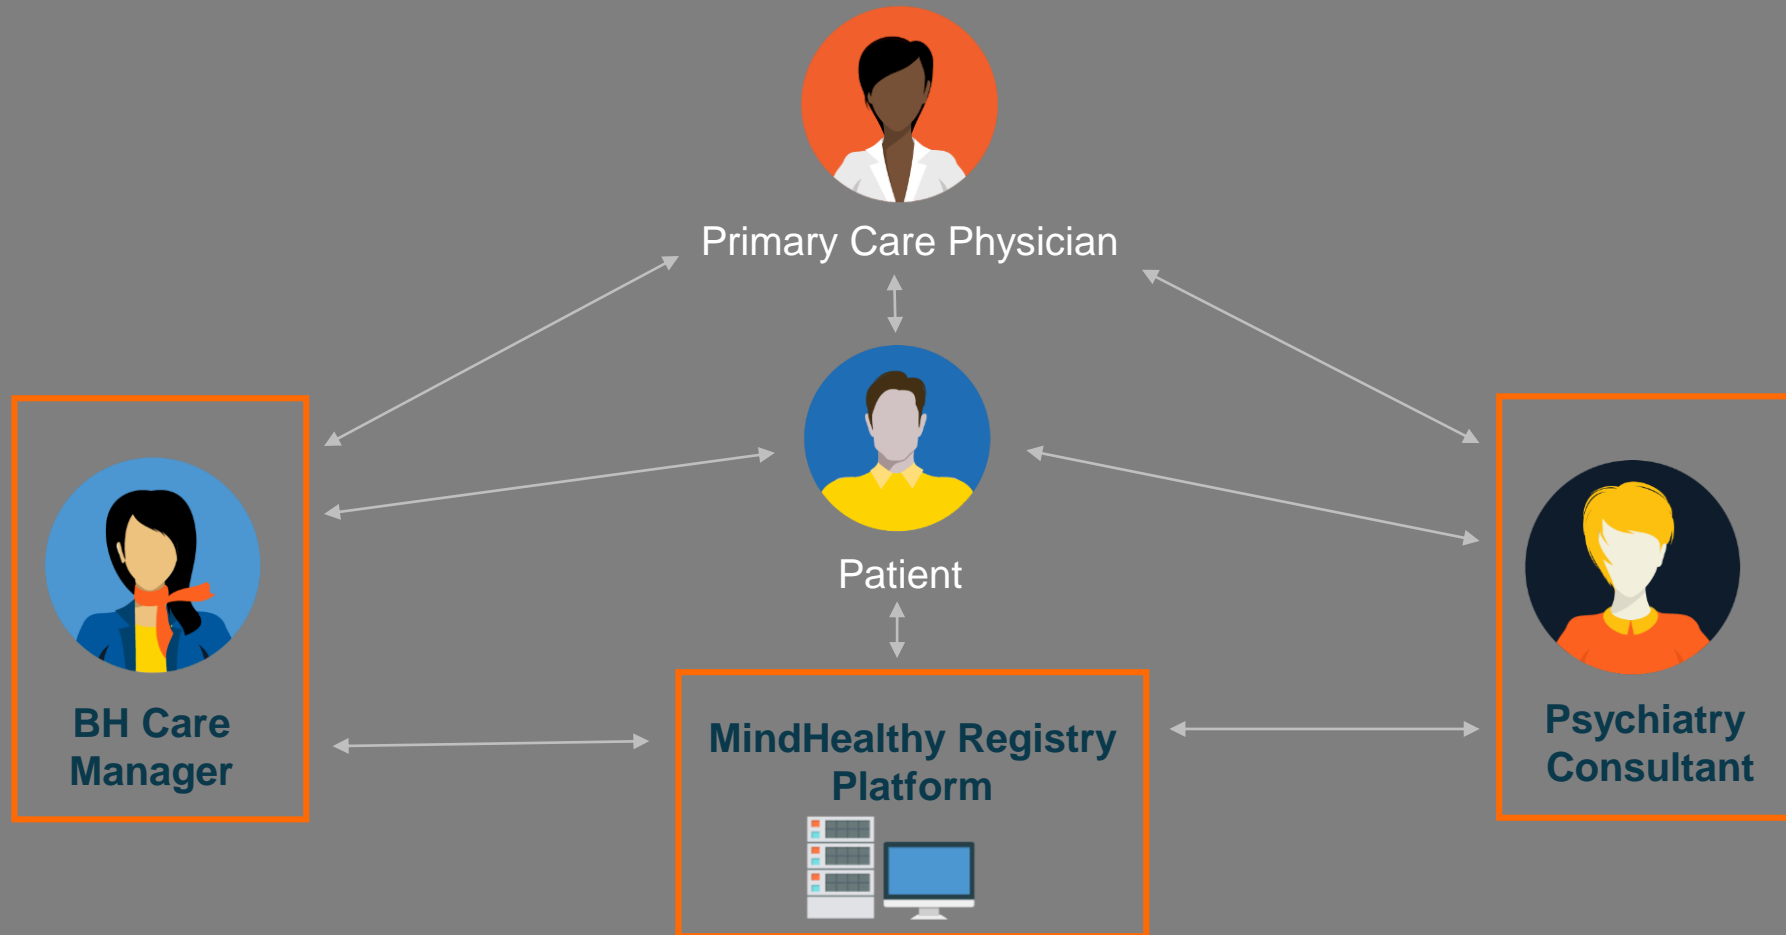 Primary Care Physician
Patient
BH Care
Manager
MindHealthy Registry
Platform
Psychiatry
Consultant